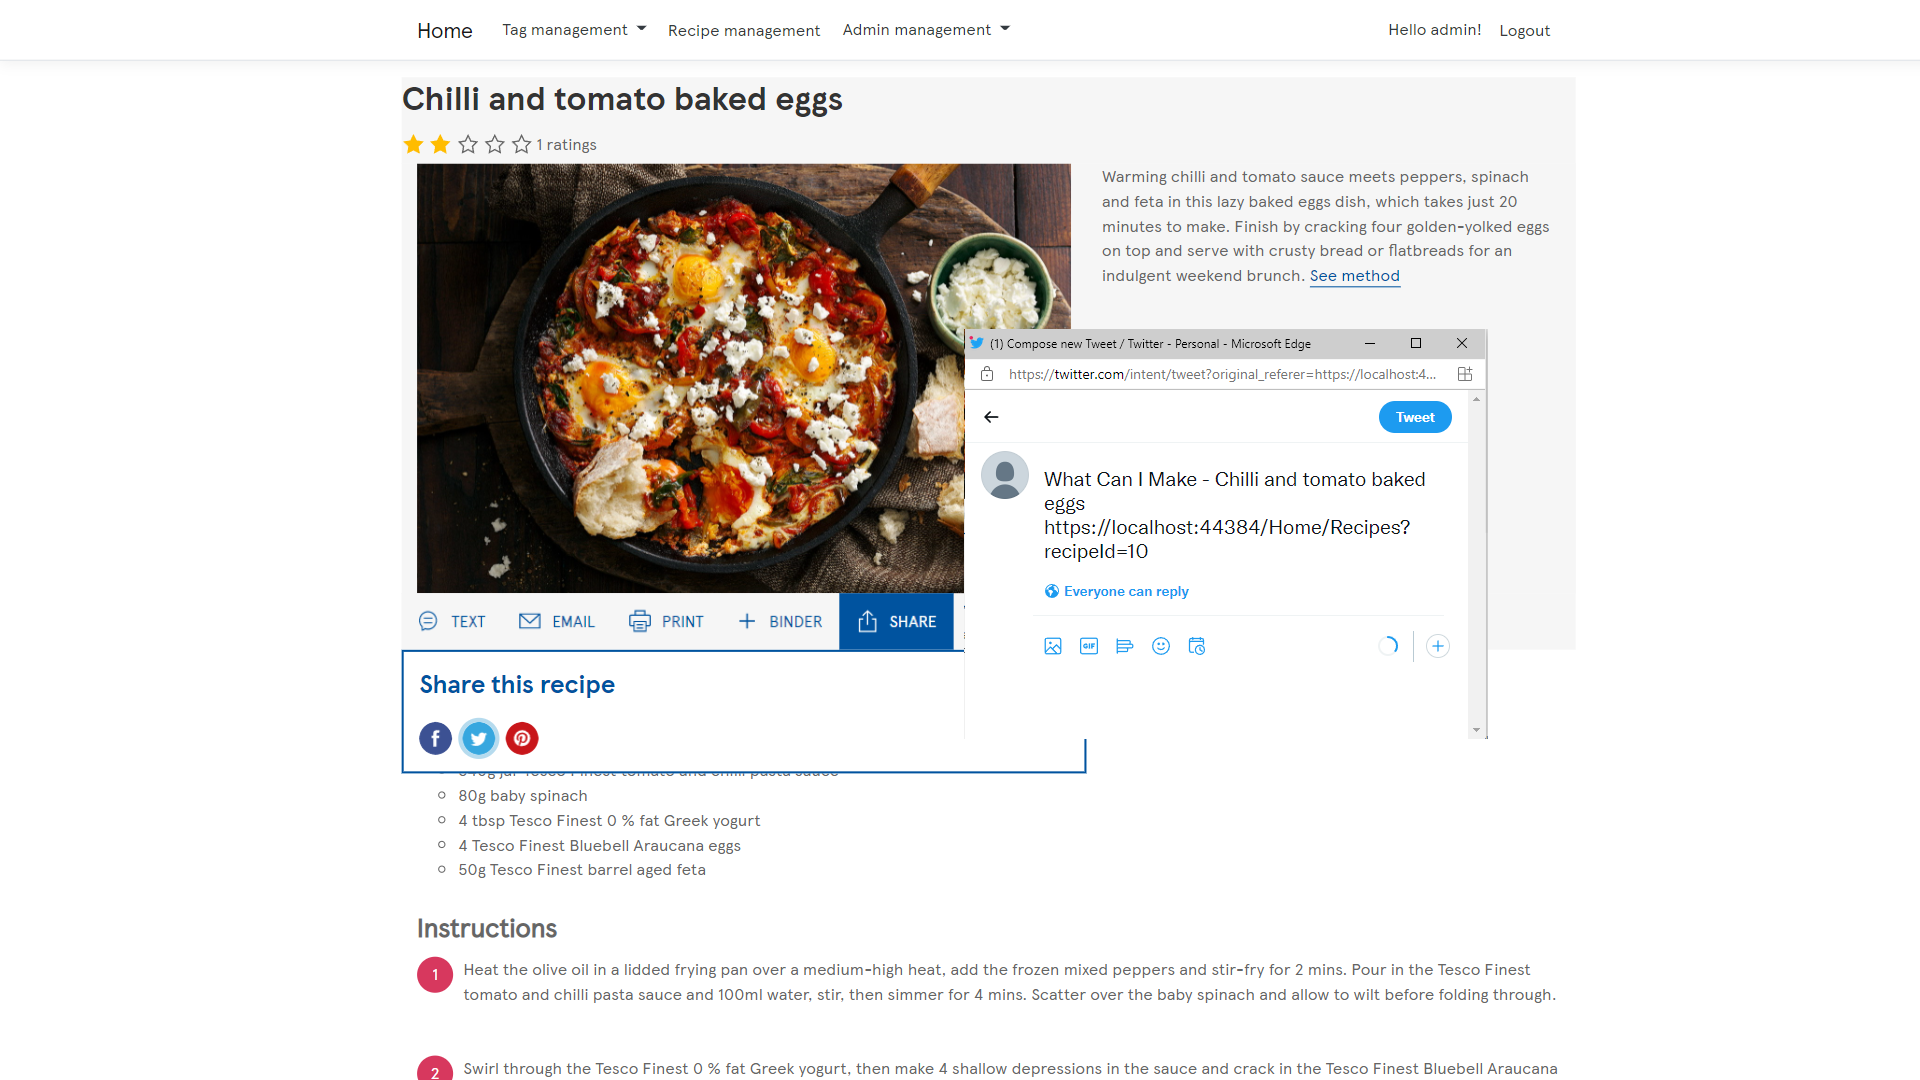 Home Tag management Recipe management Admin management Hello admin! Logout
Chilli and tomato baked eggs
1 ratings
Warming chilli and tomato sauce meets peppers, spinach
and feta in this lazy baked eggs dish, which takes just 20
minutes to make. Finish by cracking four golden-yolked eggs
on top and serve with crusty bread or flatbreads for an
indulgent weekend brunch. See method
(1) Compose new Tweet / Twitter - Personal - Microsoft Edge
https://twitter.com/intent/tweet?original_referer=https://localhost:4...
Tweet
What Can I Make - Chilli and tomato baked
eggs
https://localhost:44384/Home/Recipes?
recipeId=10
Everyone can reply
GIF
TEXT EMAIL PRINT BINDER SHARE
Share this recipe
80g baby spinach
4 tbsp Tesco Finest 0 % fat Greek yogurt
4 Tesco Finest Bluebell Araucana eggs
50g Tesco Finest barrel aged feta
Instructions
1 Heat the olive oil in a lidded frying pan over a medium-high heat, add the frozen mixed peppers and stir-fry for 2 mins. Pour in the Tesco Finest
tomato and chilli pasta sauce and 100ml water, stir, then simmer for 4 mins. Scatter over the baby spinach and allow to wilt before folding through.
2 Swirl through the Tesco Finest 0 % fat Greek yogurt, then make 4 shallow depressions in the sauce and crack in the Tesco Finest Bluebell Araucana